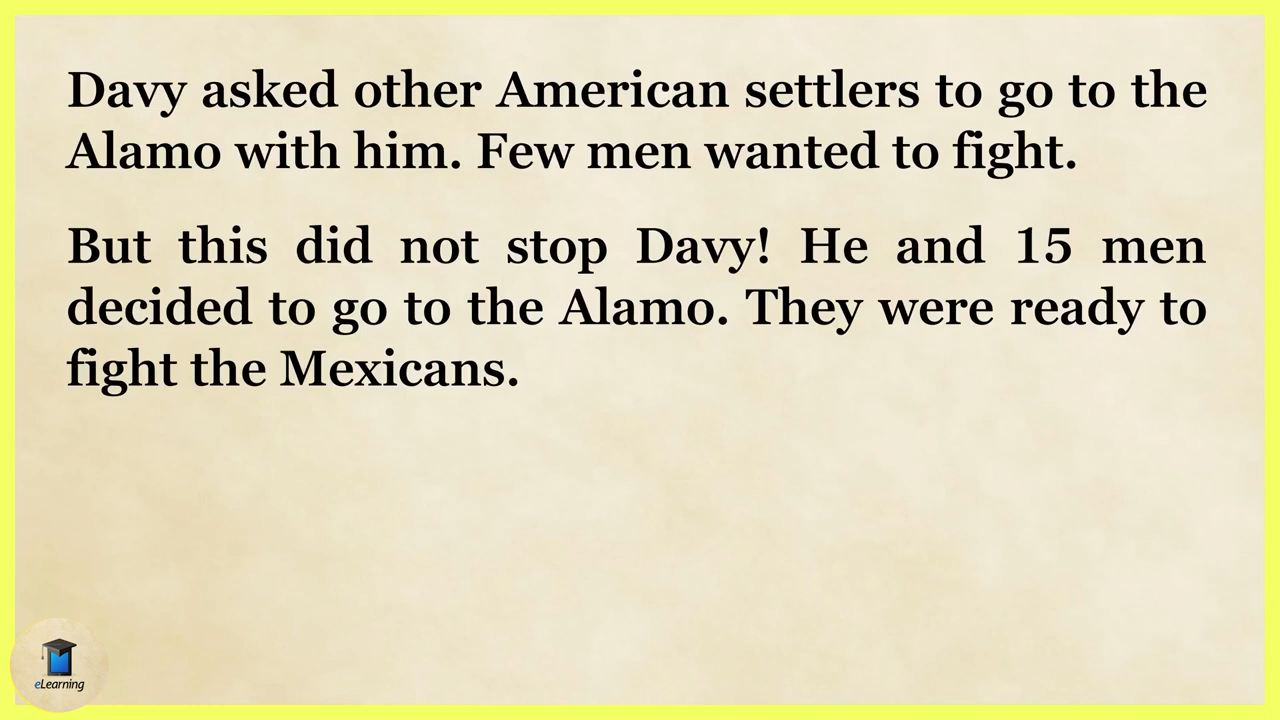 Davy asked other American settlers to go to the
Alamo with him. Few men wanted to fight.
But this did not stop Davy! He and 15 men
decided to go to the Alamo. They were ready to
fight the Mexicans.
eLearning